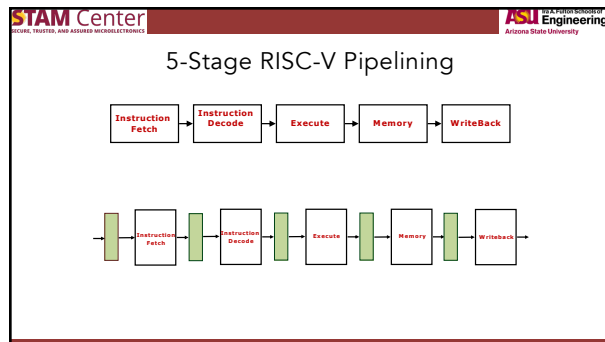 STAM Center
SECURE, TRUSTED, AND ASSURED MICROELECTRONICS
ASU Ira A. Fulton Schools of
Engineering
Arizona State University
5-Stage RISC-V Pipelining
Instruction
Fetch
Instruction
Decode
Execute
Memory
WriteBack
Instruction
Fetch
Instruction
Decode
Execute
Memory
Writeback